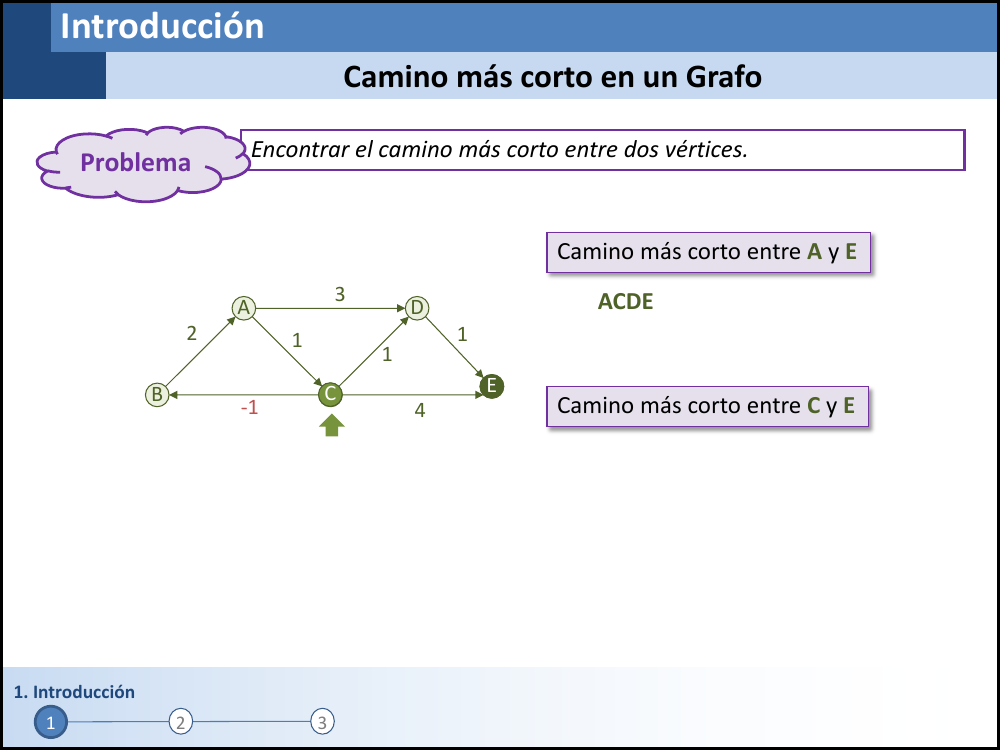 Introducción
Camino más corto en un Grafo
Problema
Encontrar el camino más corto entre dos vértices.
Camino más corto entre A y E
ACDE
3
A
D
2
1
1
1
B
C
E
-1
4
Camino más corto entre C y E
1. Introducción
1
2
3